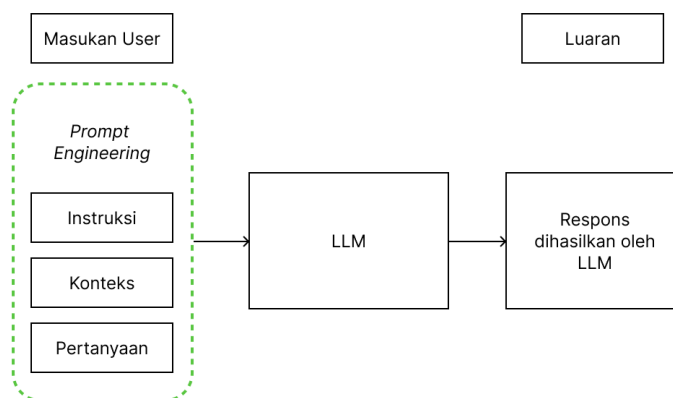 Masukan User
Luaran
Prompt
Engineering
Instruksi
Konteks
Pertanyaan
LLM
Respons
dihasilkan oleh
LLM